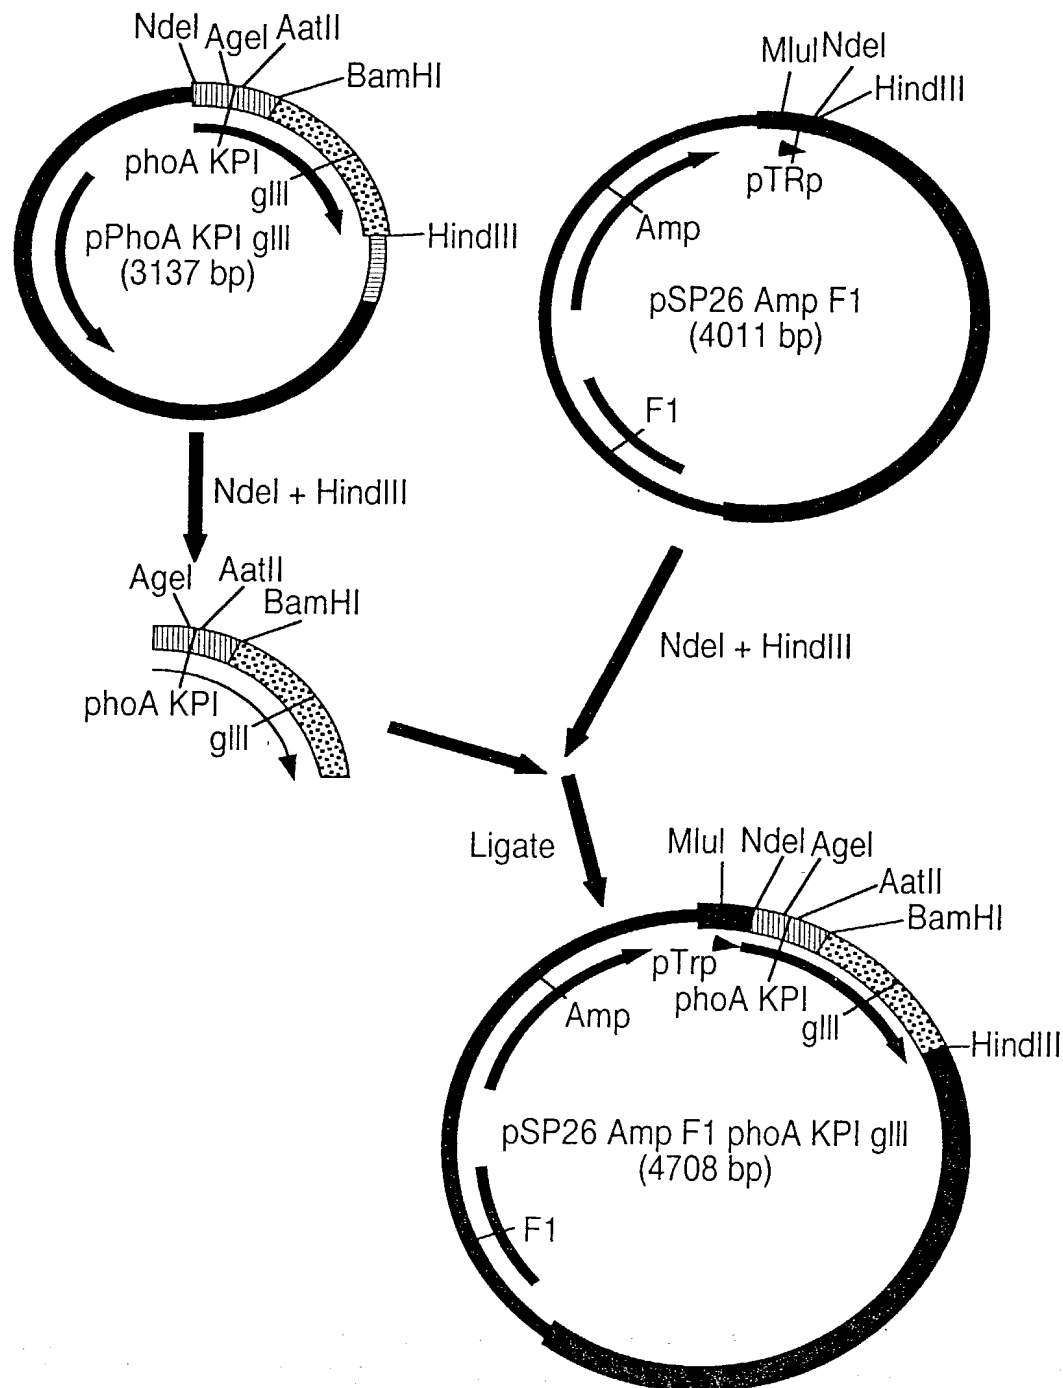 NdeI
AgeI
AatII
BamHI
phoA KPI
gIII
pPhoA KPI gIII
(3137 bp)
HindIII
MluI
NdeI
HindIII
pTRp
Amp
pSP26 Amp F1
(4011 bp)
F1
NdeI + HindIII
AgeI
AatII
BamHI
phoA KPI
gIII
NdeI + HindIII
Ligate
MluI
NdeI
AgeI
AatII
BamHI
pTrp
phoA KPI
gIII
Amp
HindIII
pSP26 Amp F1 phoA KPI gIII
(4708 bp)
F1